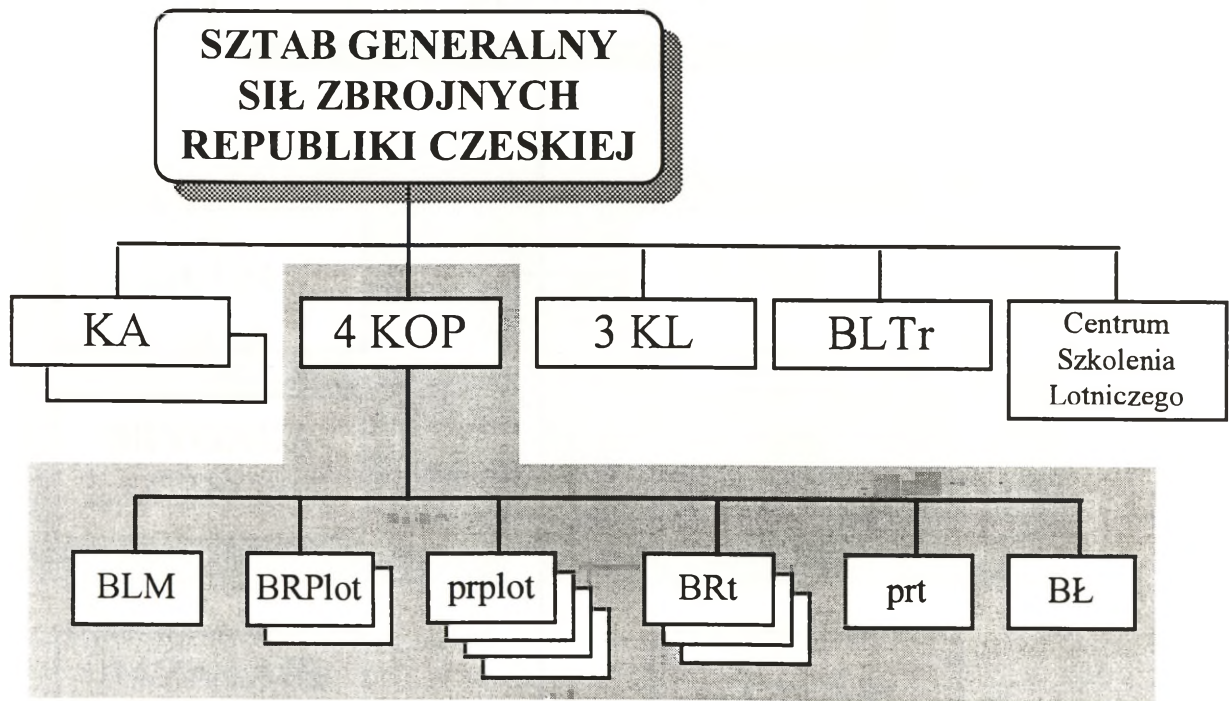 SZTAB GENERALNY
SIŁ ZBROJNYCH
REPUBLIKI CZESKIEJ
KA
4 KOP
3 KL
BLTr
Centrum
Szkolenia
Lotniczego
BLM
BRPlot
prplot
BRt
prt
BŁ